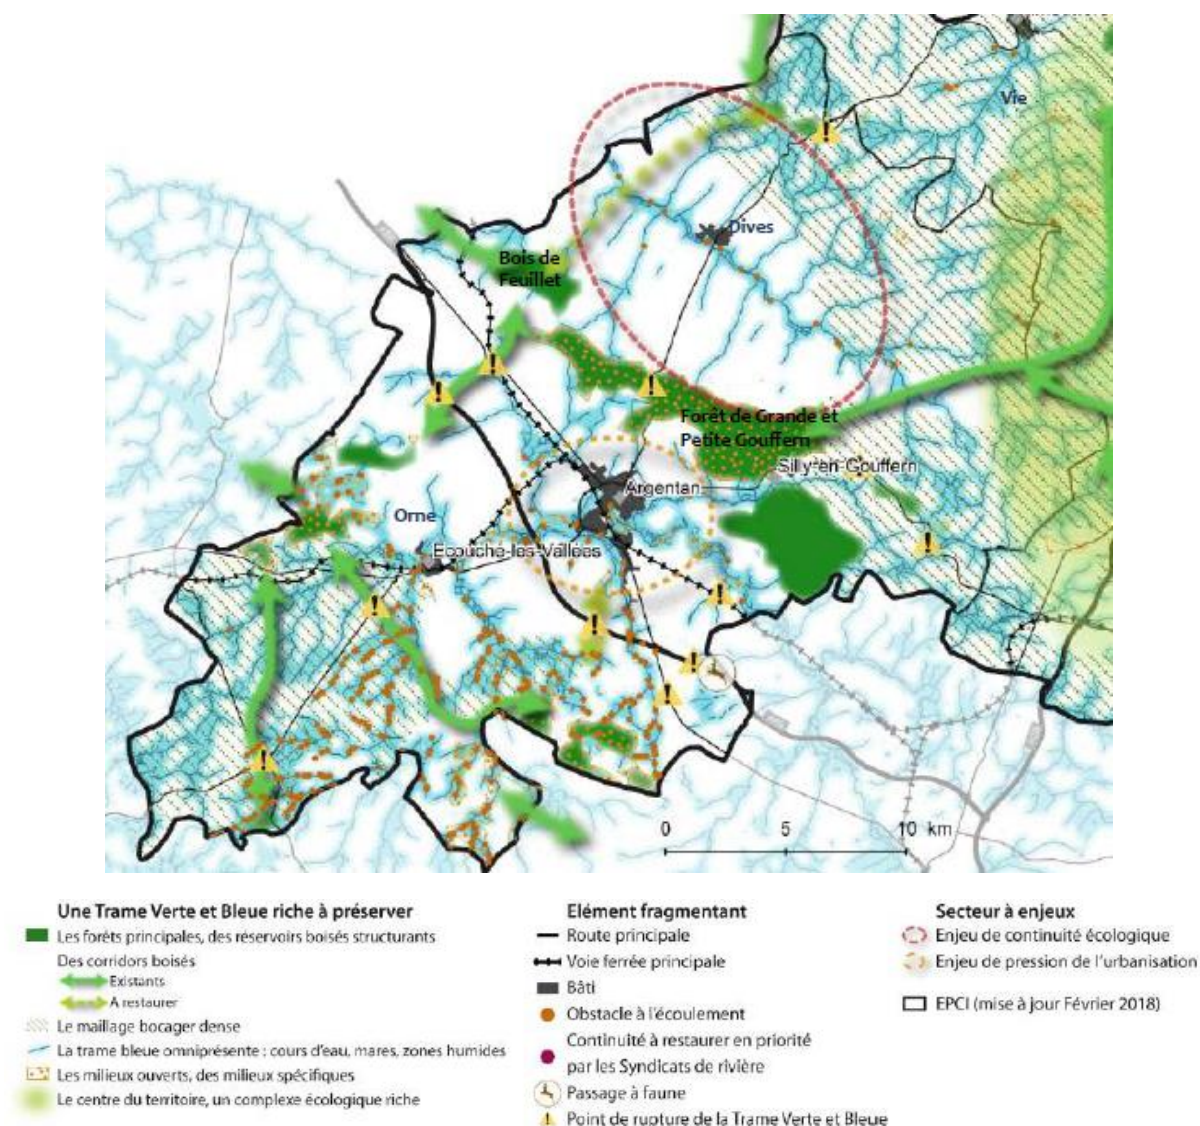 Vie
Dives
Bois de
Feuillet
Forêt de Grande et
Petite Gouffern
Silly-en-Gouffern
Argentan
Orne
Ecouché-les-Vallées
0 5 10 km
Une Trame Verte et Bleue riche à préserver
Les forêts principales, des réservoirs boisés structurants
Des corridors boisés
Existants
A restaurer
Le maillage bocager dense
La trame bleue omniprésente : cours d'eau, mares, zones humides
Les milieux ouverts, des milieux spécifiques
Le centre du territoire, un complexe écologique riche
Elément fragmentant
Route principale
Voie ferrée principale
Bâti
Obstacle à l'écoulement
Continuité à restaurer en priorité
par les Syndicats de rivière
Passage à faune
Point de rupture de la Trame Verte et Bleue
Secteur à enjeux
Enjeu de continuité écologique
Enjeu de pression de l'urbanisation
EPCI (mise à jour Février 2018)